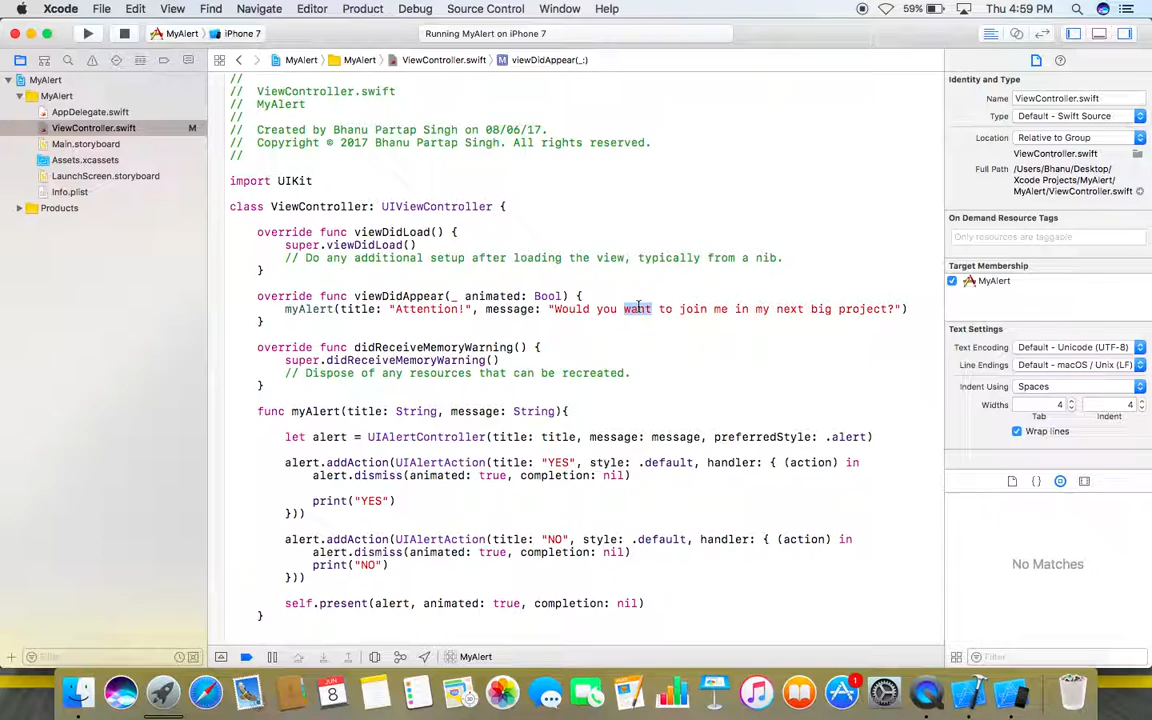 Xcode File Edit View Find Navigate Editor Product Debug Source Control Window Help 59% Thu 4:59 PM
MyAlert iPhone 7 Running MyAlert on iPhone 7
MyAlert MyAlert ViewController.swift M viewDidAppear(_:)
MyAlert
MyAlert
AppDelegate.swift
ViewController.swift M
Main.storyboard
Assets.xcassets
LaunchScreen.storyboard
Info.plist
Products
//
// ViewController.swift
// MyAlert
//
// Created by Bhanu Partap Singh on 08/06/17.
// Copyright © 2017 Bhanu Partap Singh. All rights reserved.
//
import UIKit
class ViewController: UIViewController {
override func viewDidLoad() {
super.viewDidLoad()
// Do any additional setup after loading the view, typically from a nib.
}
override func viewDidAppear(_ animated: Bool) {
myAlert(title: "Attention!", message: "Would you want to join me in my next big project?")
}
override func didReceiveMemoryWarning() {
super.didReceiveMemoryWarning()
// Dispose of any resources that can be recreated.
}
func myAlert(title: String, message: String){
let alert = UIAlertController(title: title, message: message, preferredStyle: .alert)
alert.addAction(UIAlertAction(title: "YES", style: .default, handler: { (action) in
alert.dismiss(animated: true, completion: nil)
print("YES")
}))
alert.addAction(UIAlertAction(title: "NO", style: .default, handler: { (action) in
alert.dismiss(animated: true, completion: nil)
print("NO")
}))
self.present(alert, animated: true, completion: nil)
}
Identity and Type
Name ViewController.swift
Type Default - Swift Source
Location Relative to Group
ViewController.swift
Full Path /Users/Bhanu/Desktop/
Xcode Projects/MyAlert/
MyAlert/ViewController.swift
On Demand Resource Tags
Only resources are taggable
Target Membership
MyAlert
Text Settings
Text Encoding Default - Unicode (UTF-8)
Line Endings Default - macOS / Unix (LF)
Indent Using Spaces
Widths 4 4
Tab Indent
Wrap lines
{ }
No Matches
Filter MyAlert Filter
JUN
8
1